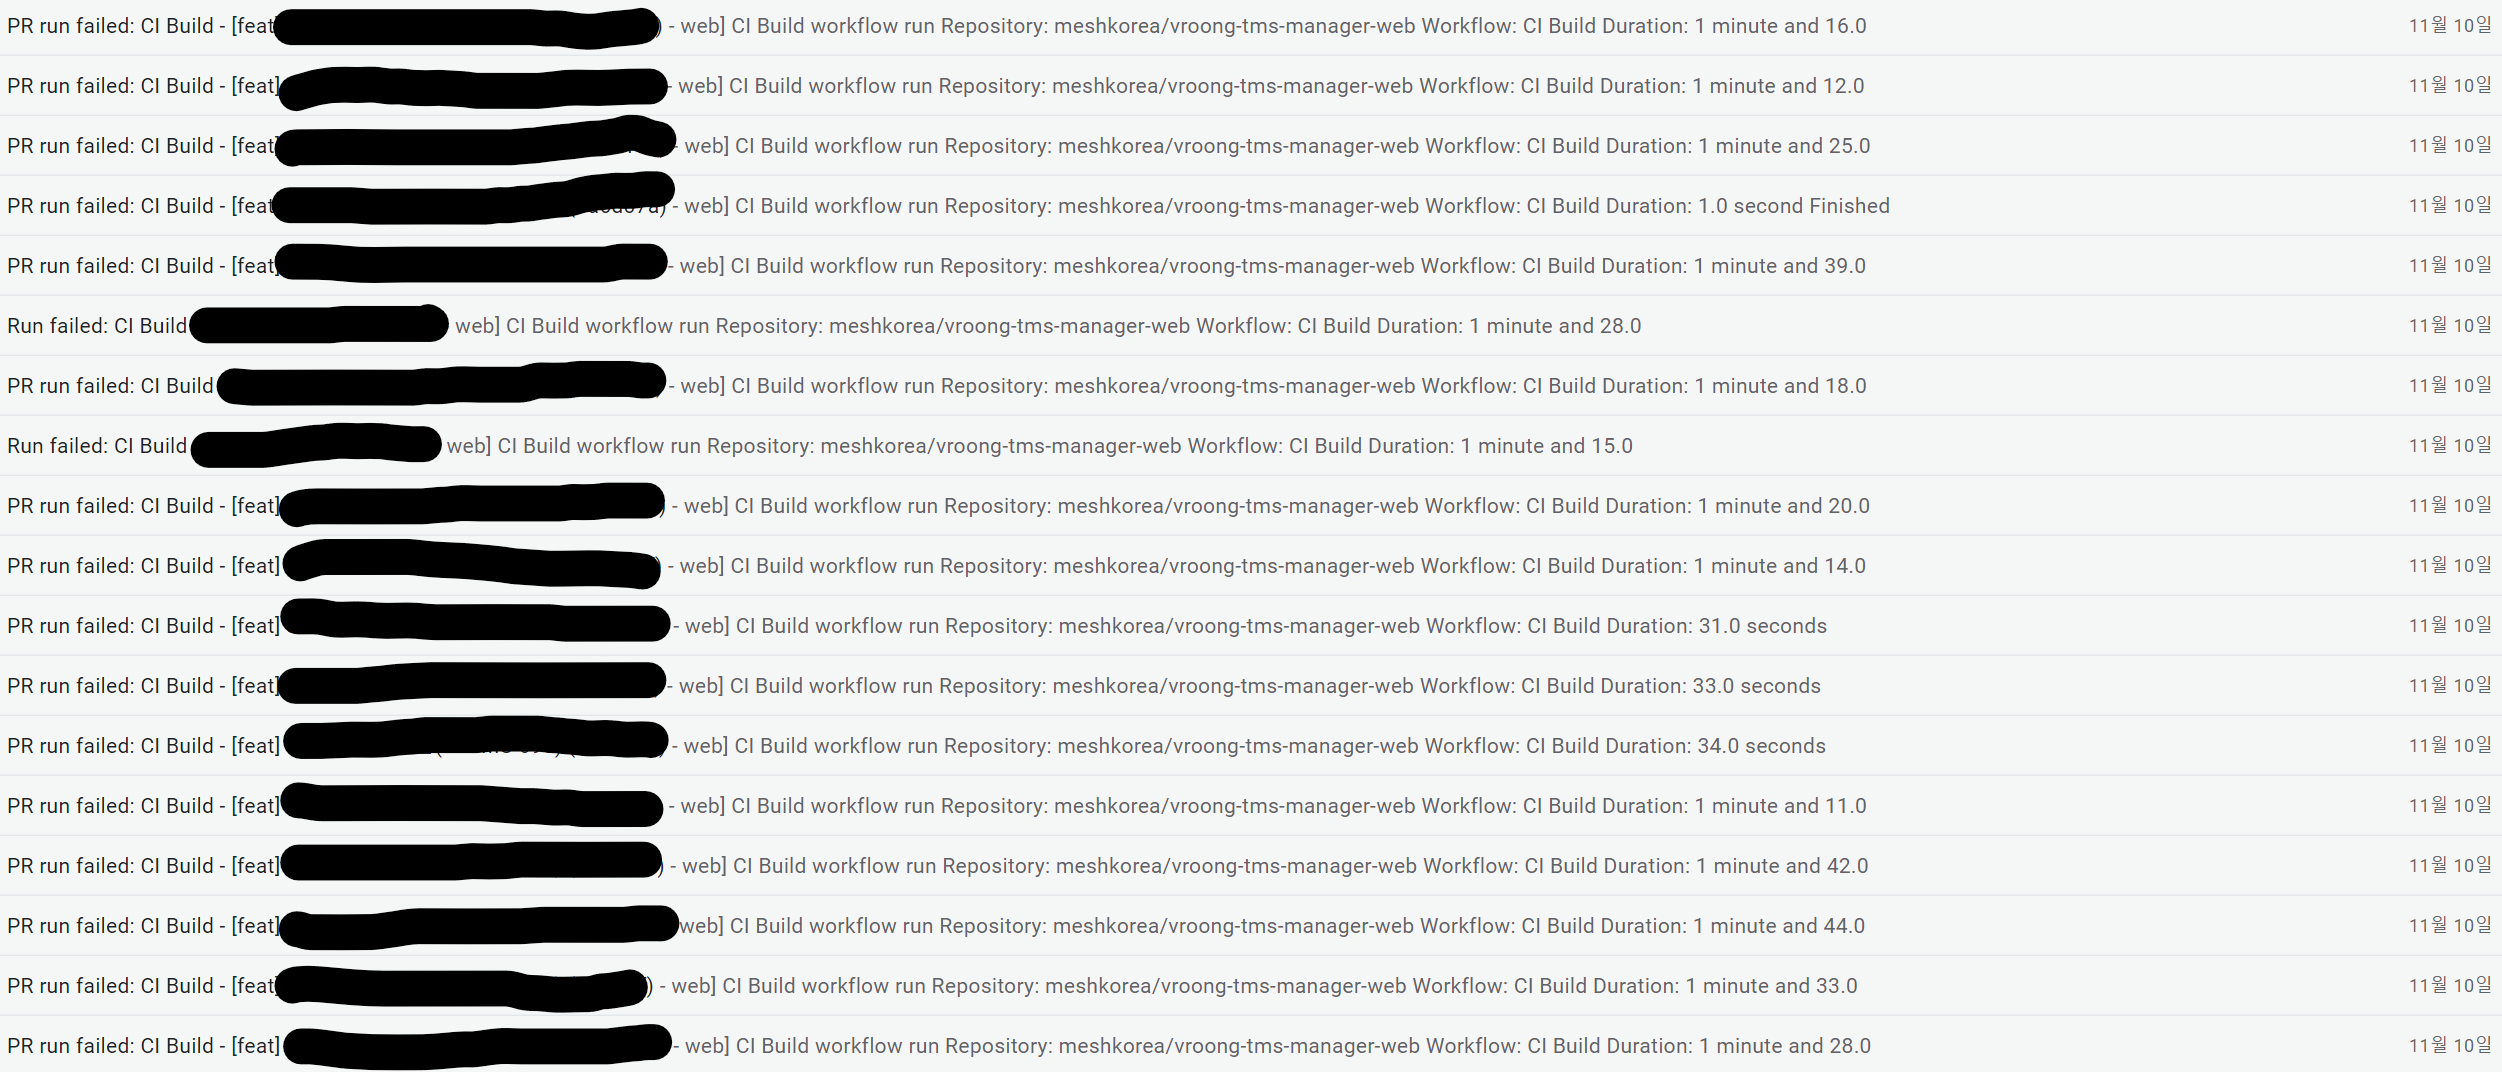 PR run failed: CI Build - [feat ) - web] CI Build workflow run Repository: meshkorea/vroong-tms-manager-web Workflow: CI Build Duration: 1 minute and 16.0 11월 10일
PR run failed: CI Build - [feat] - web] CI Build workflow run Repository: meshkorea/vroong-tms-manager-web Workflow: CI Build Duration: 1 minute and 12.0 11월 10일
PR run failed: CI Build - [feat - web] CI Build workflow run Repository: meshkorea/vroong-tms-manager-web Workflow: CI Build Duration: 1 minute and 25.0 11월 10일
PR run failed: CI Build - [feat ) - web] CI Build workflow run Repository: meshkorea/vroong-tms-manager-web Workflow: CI Build Duration: 1.0 second Finished 11월 10일
PR run failed: CI Build - [feat - web] CI Build workflow run Repository: meshkorea/vroong-tms-manager-web Workflow: CI Build Duration: 1 minute and 39.0 11월 10일
Run failed: CI Build web] CI Build workflow run Repository: meshkorea/vroong-tms-manager-web Workflow: CI Build Duration: 1 minute and 28.0 11월 10일
PR run failed: CI Build - web] CI Build workflow run Repository: meshkorea/vroong-tms-manager-web Workflow: CI Build Duration: 1 minute and 18.0 11월 10일
Run failed: CI Build web] CI Build workflow run Repository: meshkorea/vroong-tms-manager-web Workflow: CI Build Duration: 1 minute and 15.0 11월 10일
PR run failed: CI Build - [feat] ) - web] CI Build workflow run Repository: meshkorea/vroong-tms-manager-web Workflow: CI Build Duration: 1 minute and 20.0 11월 10일
PR run failed: CI Build - [feat] ) - web] CI Build workflow run Repository: meshkorea/vroong-tms-manager-web Workflow: CI Build Duration: 1 minute and 14.0 11월 10일
PR run failed: CI Build - [feat] - web] CI Build workflow run Repository: meshkorea/vroong-tms-manager-web Workflow: CI Build Duration: 31.0 seconds 11월 10일
PR run failed: CI Build - [feat] - web] CI Build workflow run Repository: meshkorea/vroong-tms-manager-web Workflow: CI Build Duration: 33.0 seconds 11월 10일
PR run failed: CI Build - [feat] - web] CI Build workflow run Repository: meshkorea/vroong-tms-manager-web Workflow: CI Build Duration: 34.0 seconds 11월 10일
PR run failed: CI Build - [feat] - web] CI Build workflow run Repository: meshkorea/vroong-tms-manager-web Workflow: CI Build Duration: 1 minute and 11.0 11월 10일
PR run failed: CI Build - [feat] ) - web] CI Build workflow run Repository: meshkorea/vroong-tms-manager-web Workflow: CI Build Duration: 1 minute and 42.0 11월 10일
PR run failed: CI Build - [feat] web] CI Build workflow run Repository: meshkorea/vroong-tms-manager-web Workflow: CI Build Duration: 1 minute and 44.0 11월 10일
PR run failed: CI Build - [feat ) - web] CI Build workflow run Repository: meshkorea/vroong-tms-manager-web Workflow: CI Build Duration: 1 minute and 33.0 11월 10일
PR run failed: CI Build - [feat] - web] CI Build workflow run Repository: meshkorea/vroong-tms-manager-web Workflow: CI Build Duration: 1 minute and 28.0 11월 10일